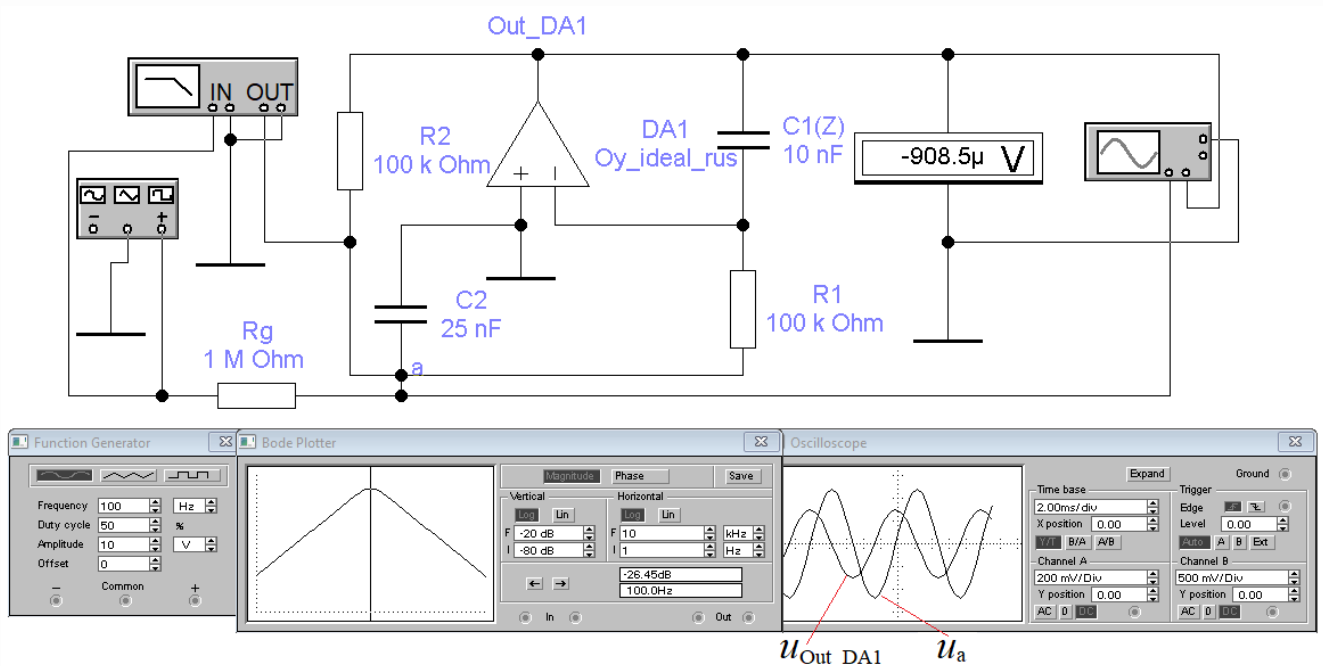 Out_DA1
IN OUT
R2
100 k Ohm
DA1
Oy_ideal_rus
C1(Z)
10 nF
-908.5µ V
+ −
− +
C2
25 nF
R1
100 k Ohm
Rg
1 M Ohm
a
Function Generator
Frequency 100 Hz
Duty cycle 50 %
Amplitude 10 V
Offset 0
− Common +
Bode Plotter
Magnitude Phase Save
Vertical Horizontal
Log Lin Log Lin
F -20 dB F 10 kHz
I -80 dB I 1 Hz
-26.45dB
100.0Hz
In Out
Oscilloscope
Expand Ground
Time base Trigger
2.00ms/div Edge
X position 0.00 Level 0.00
Y/T B/A A/B Auto A B Ext
Channel A Channel B
200 mV/Div 500 mV/Div
Y position 0.00 Y position 0.00
AC 0 DC AC 0 DC
uOut_DA1 ua